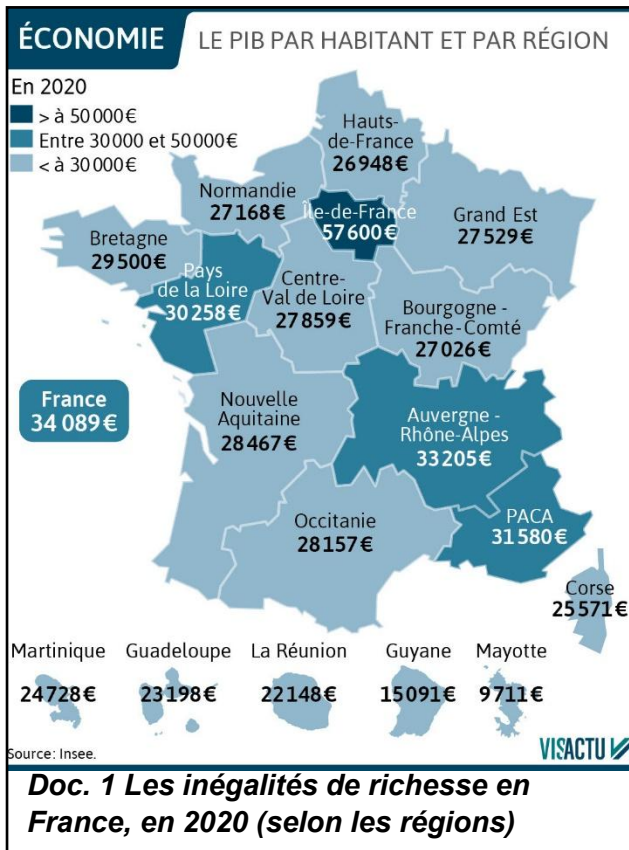 ÉCONOMIE LE PIB PAR HABITANT ET PAR RÉGION
En 2020
> à 50 000€
Entre 30 000 et 50 000€
< à 30 000€
Hauts-
de-France
26 948€
Normandie
27 168€
Île-de-France
57 600€
Grand Est
27 529€
Bretagne
29 500€
Pays
de la Loire
30 258€
Centre-
Val de Loire
27 859€
Bourgogne -
Franche-Comté
27 026€
France
34 089€
Nouvelle
Aquitaine
28 467€
Auvergne -
Rhône-Alpes
33 205€
Occitanie
28 157€
PACA
31 580€
Corse
25 571€
Martinique
24 728€
Guadeloupe
23 198€
La Réunion
22 148€
Guyane
15 091€
Mayotte
9 711€
Source: Insee.
VISACTU
Doc. 1 Les inégalités de richesse en
France, en 2020 (selon les régions)